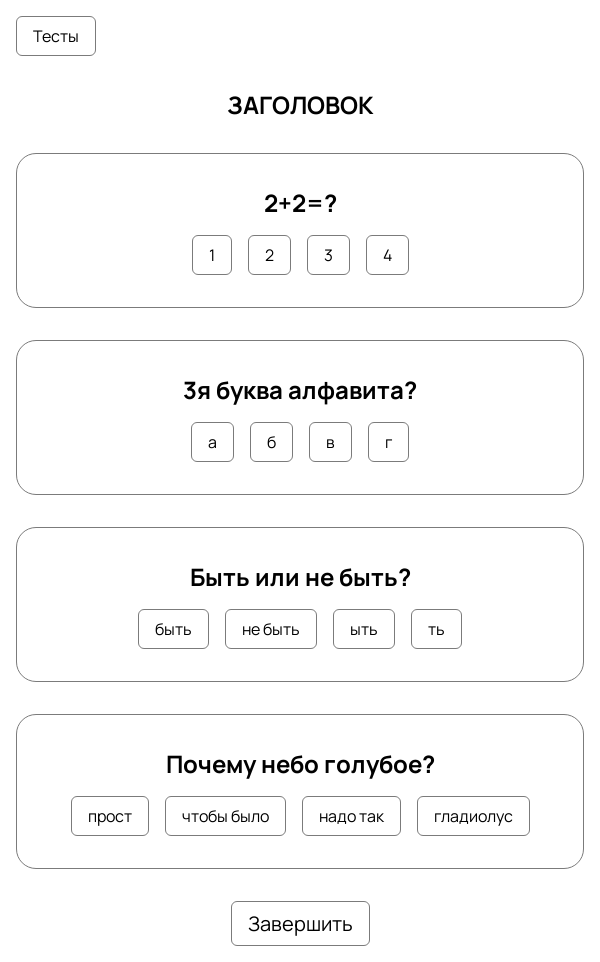 Тесты
ЗАГОЛОВОК
2+2=?
1 2 3 4
3я буква алфавита?
а б в г
Быть или не быть?
быть не быть ыть ть
Почему небо голубое?
прост чтобы было надо так гладиолус
Завершить